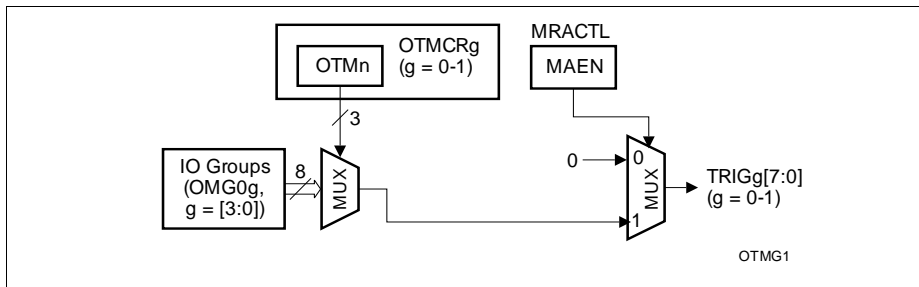 OTMCRg
(g = 0-1)
OTMn
MRACTL
MAEN
3
IO Groups
(OMG0g,
g = [3:0])
8
MUX
0
0
1
MUX
TRIGg[7:0]
(g = 0-1)
OTMG1